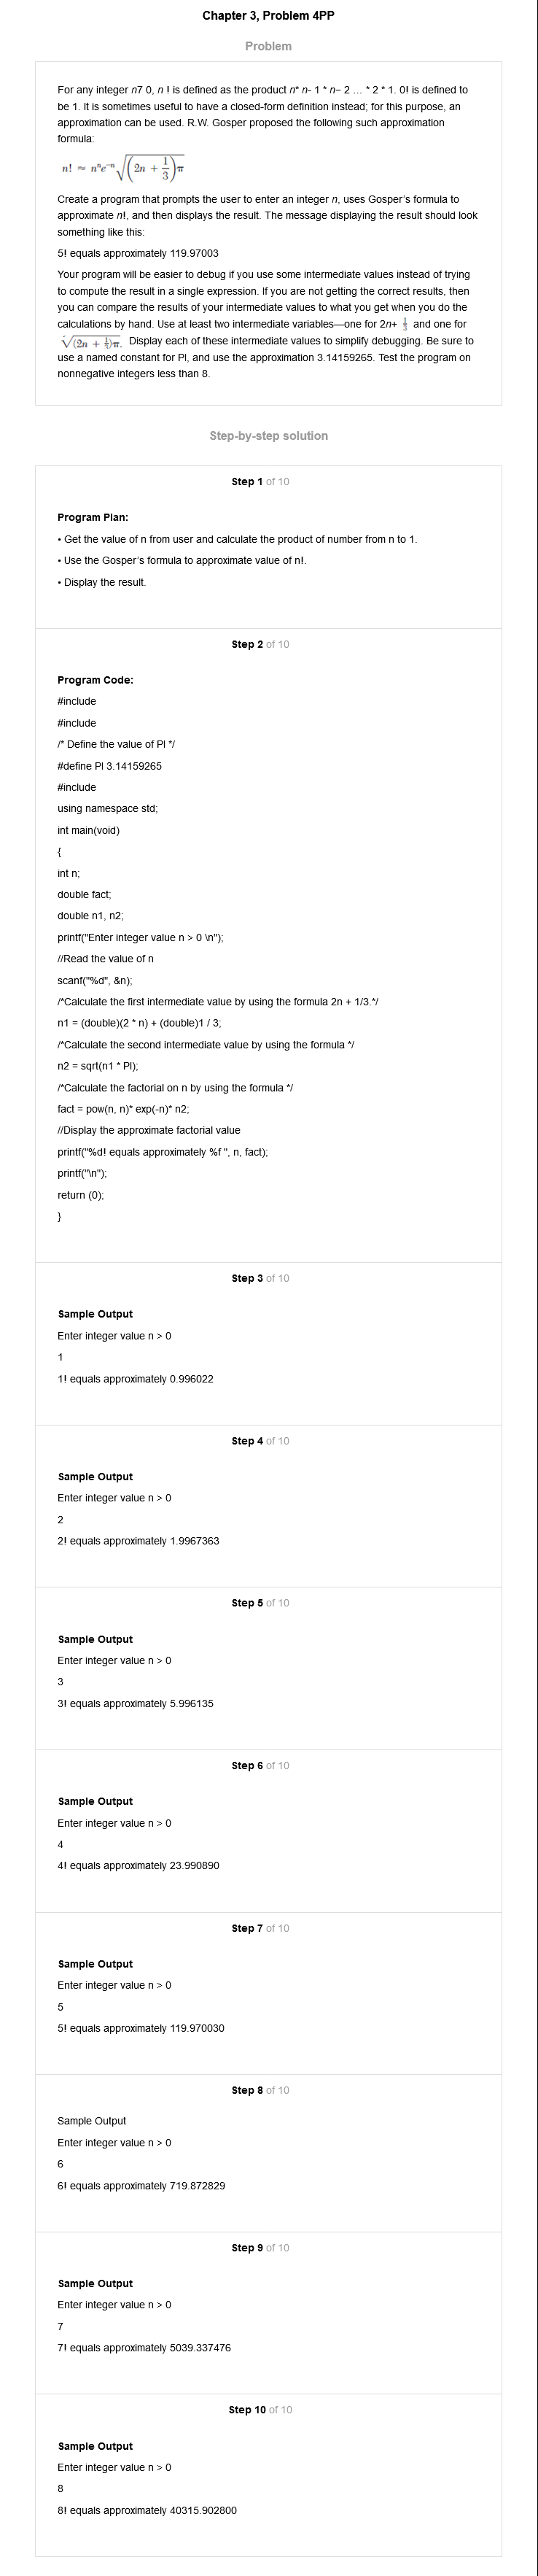 Chapter 3, Problem 4PP
Problem
For any integer n7 0, n ! is defined as the product n* n- 1 * n− 2 ... * 2 * 1. 0! is defined to
be 1. It is sometimes useful to have a closed-form definition instead; for this purpose, an
approximation can be used. R.W. Gosper proposed the following such approximation
formula:
n! ≈ nⁿe⁻ⁿ√((2n + 1/3)π)
Create a program that prompts the user to enter an integer n, uses Gosper's formula to
approximate n!, and then displays the result. The message displaying the result should look
something like this:
5! equals approximately 119.97003
Your program will be easier to debug if you use some intermediate values instead of trying
to compute the result in a single expression. If you are not getting the correct results, then
you can compare the results of your intermediate values to what you get when you do the
calculations by hand. Use at least two intermediate variables—one for 2n+ 1/3 and one for
√((2n + 1/3)π). Display each of these intermediate values to simplify debugging. Be sure to
use a named constant for PI, and use the approximation 3.14159265. Test the program on
nonnegative integers less than 8.
Step-by-step solution
Step 1 of 10
Program Plan:
• Get the value of n from user and calculate the product of number from n to 1.
• Use the Gosper's formula to approximate value of n!.
• Display the result.
Step 2 of 10
Program Code:
#include
#include
/* Define the value of PI */
#define PI 3.14159265
#include
using namespace std;
int main(void)
{
int n;
double fact;
double n1, n2;
printf("Enter integer value n > 0 \n");
//Read the value of n
scanf("%d", &n);
/*Calculate the first intermediate value by using the formula 2n + 1/3.*/
n1 = (double)(2 * n) + (double)1 / 3;
/*Calculate the second intermediate value by using the formula */
n2 = sqrt(n1 * PI);
/*Calculate the factorial on n by using the formula */
fact = pow(n, n)* exp(-n)* n2;
//Display the approximate factorial value
printf("%d! equals approximately %f ", n, fact);
printf("\n");
return (0);
}
Step 3 of 10
Sample Output
Enter integer value n > 0
1
1! equals approximately 0.996022
Step 4 of 10
Sample Output
Enter integer value n > 0
2
2! equals approximately 1.9967363
Step 5 of 10
Sample Output
Enter integer value n > 0
3
3! equals approximately 5.996135
Step 6 of 10
Sample Output
Enter integer value n > 0
4
4! equals approximately 23.990890
Step 7 of 10
Sample Output
Enter integer value n > 0
5
5! equals approximately 119.970030
Step 8 of 10
Sample Output
Enter integer value n > 0
6
6! equals approximately 719.872829
Step 9 of 10
Sample Output
Enter integer value n > 0
7
7! equals approximately 5039.337476
Step 10 of 10
Sample Output
Enter integer value n > 0
8
8! equals approximately 40315.902800